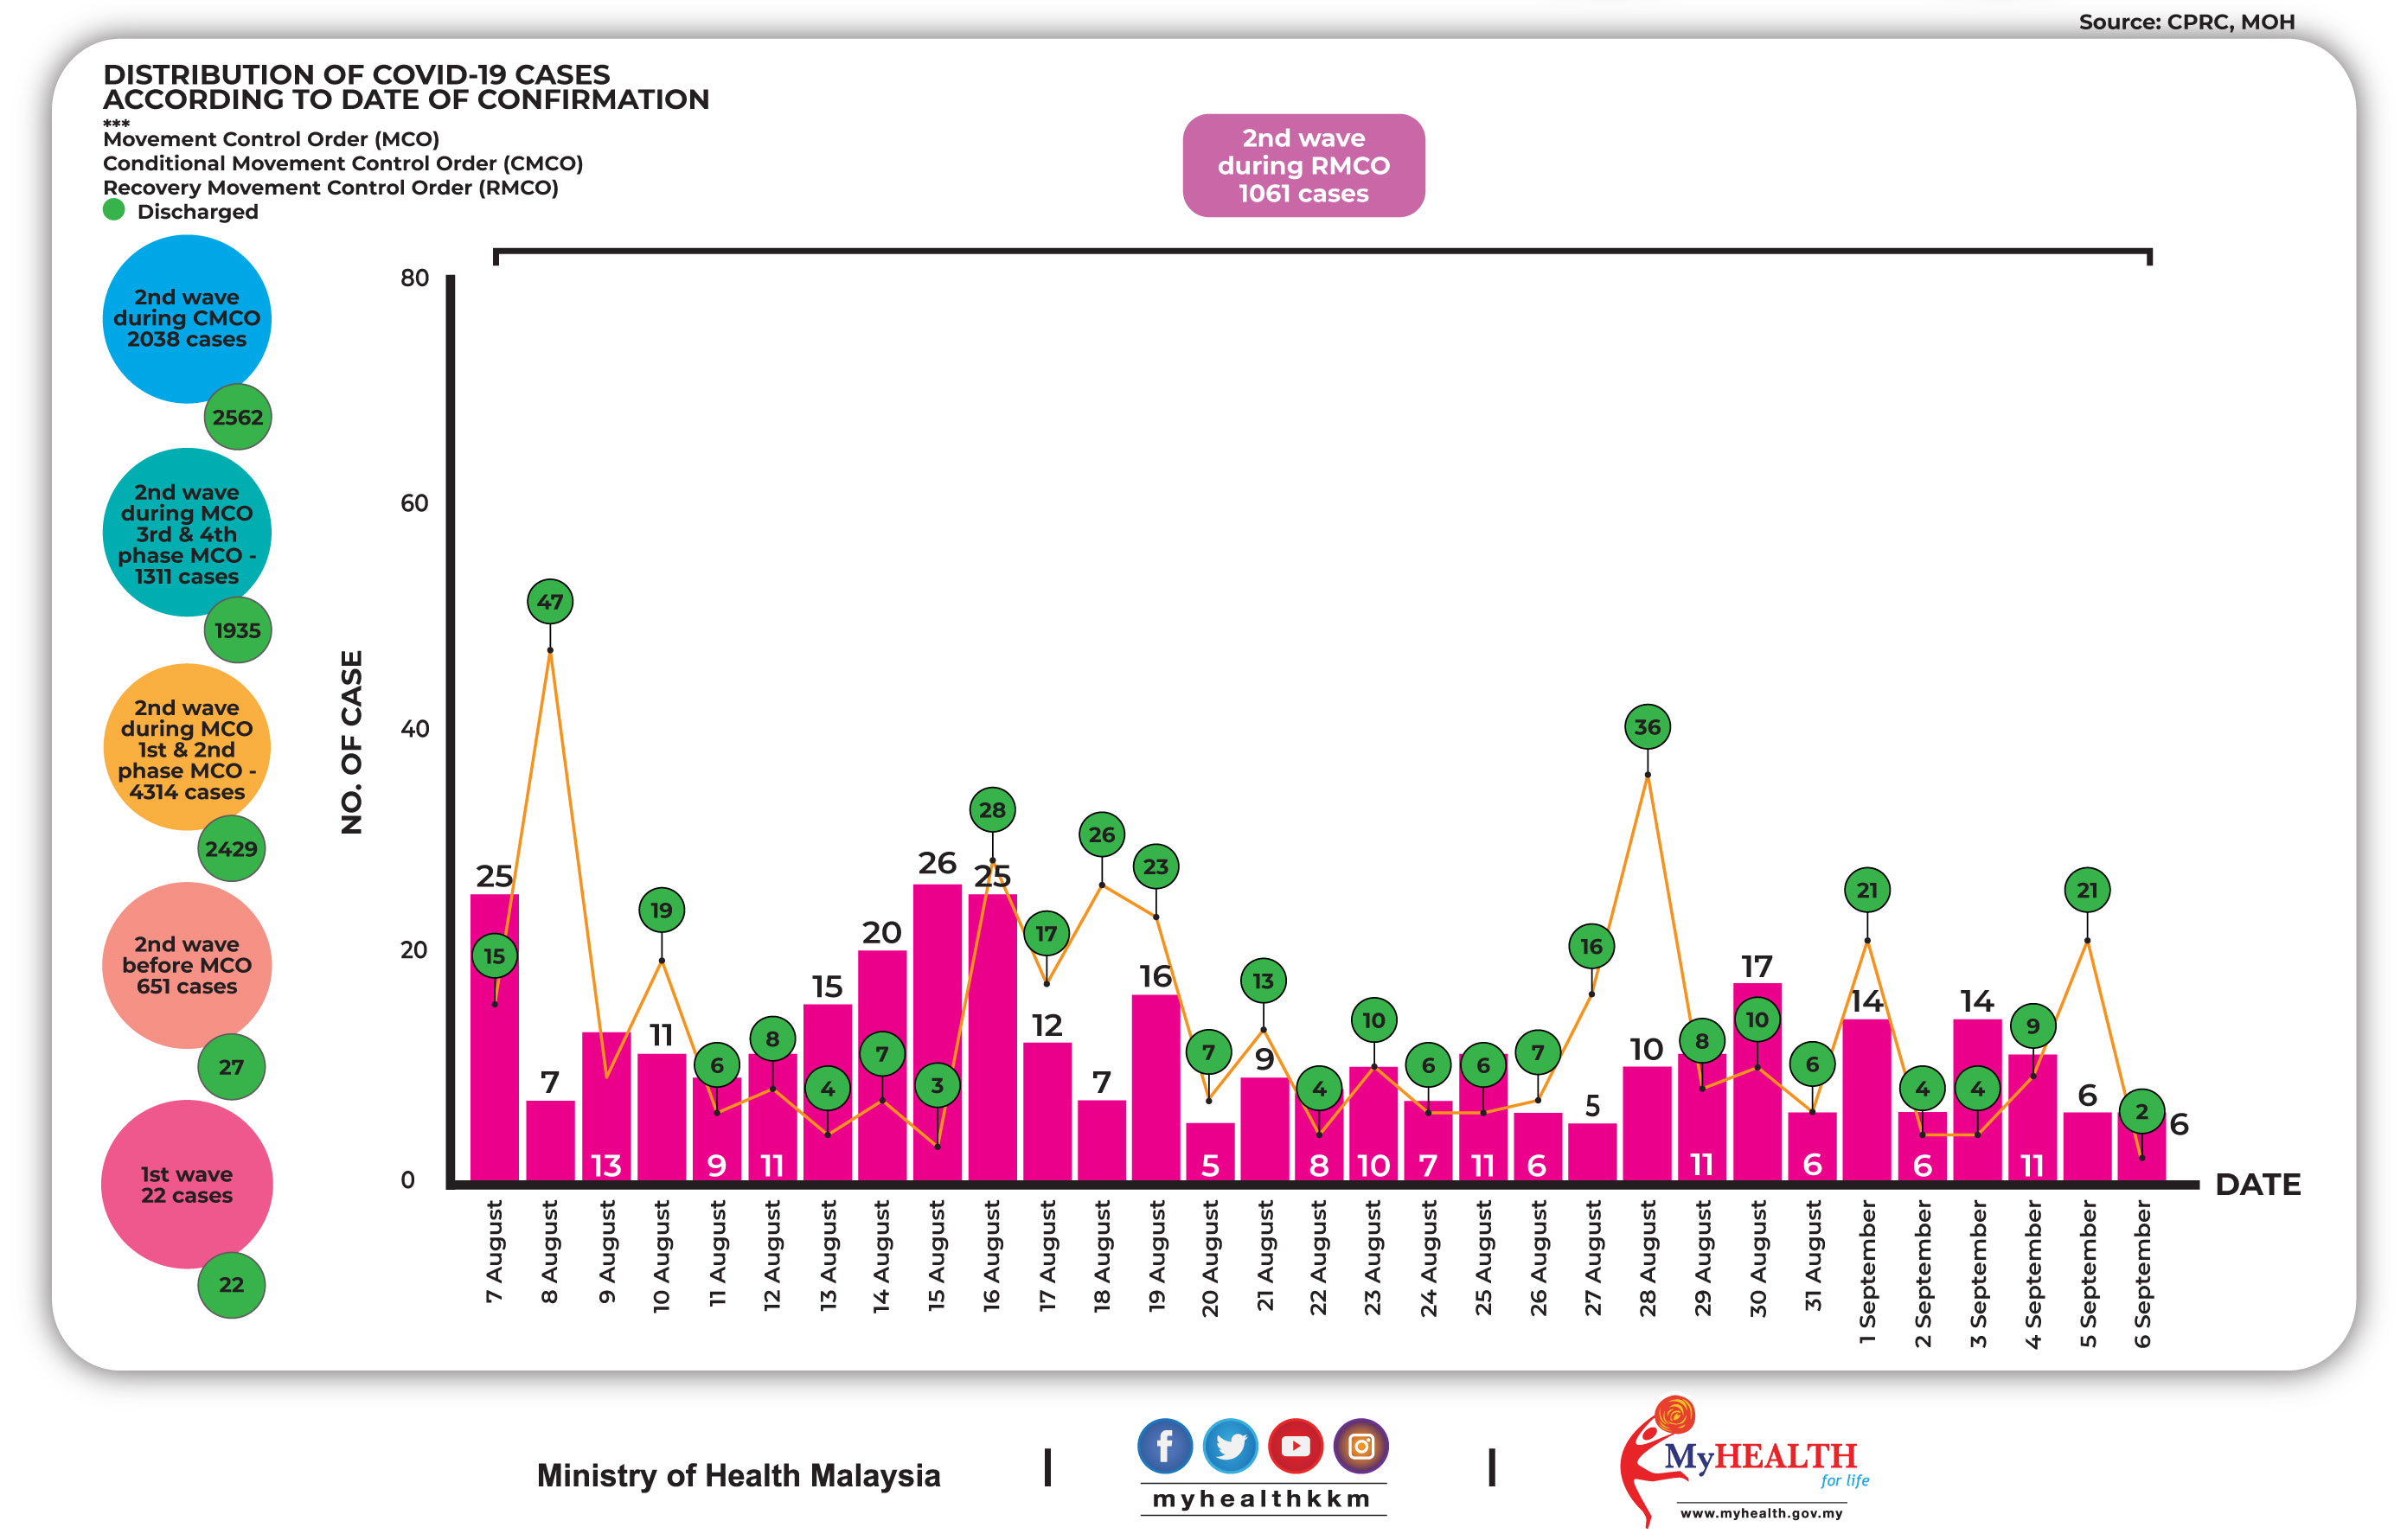 Source: CPRC, MOH
DISTRIBUTION OF COVID-19 CASES
ACCORDING TO DATE OF CONFIRMATION
***
Movement Control Order (MCO)
Conditional Movement Control Order (CMCO)
Recovery Movement Control Order (RMCO)
Discharged
2nd wave
during RMCO
1061 cases
2nd wave
during CMCO
2038 cases
2562
2nd wave
during MCO
3rd & 4th
phase MCO -
1311 cases
1935
2nd wave
during MCO
1st & 2nd
phase MCO -
4314 cases
2429
2nd wave
before MCO
651 cases
27
1st wave
22 cases
22
NO. OF CASE
80
60
40
20
0
25
15
47
7
13
19
11
6
9
8
11
15
4
20
7
26
3
28
25
17
12
26
7
23
16
7
5
13
9
4
8
10
10
6
7
6
11
7
6
16
5
36
10
8
11
17
10
6
6
21
14
4
6
14
4
9
11
21
6
2
6
DATE
7 August
8 August
9 August
10 August
11 August
12 August
13 August
14 August
15 August
16 August
17 August
18 August
19 August
20 August
21 August
22 August
23 August
24 August
25 August
26 August
27 August
28 August
29 August
30 August
31 August
1 September
2 September
3 September
4 September
5 September
6 September
Ministry of Health Malaysia
myhealthkkm
MyHEALTH
for life
www.myhealth.gov.my